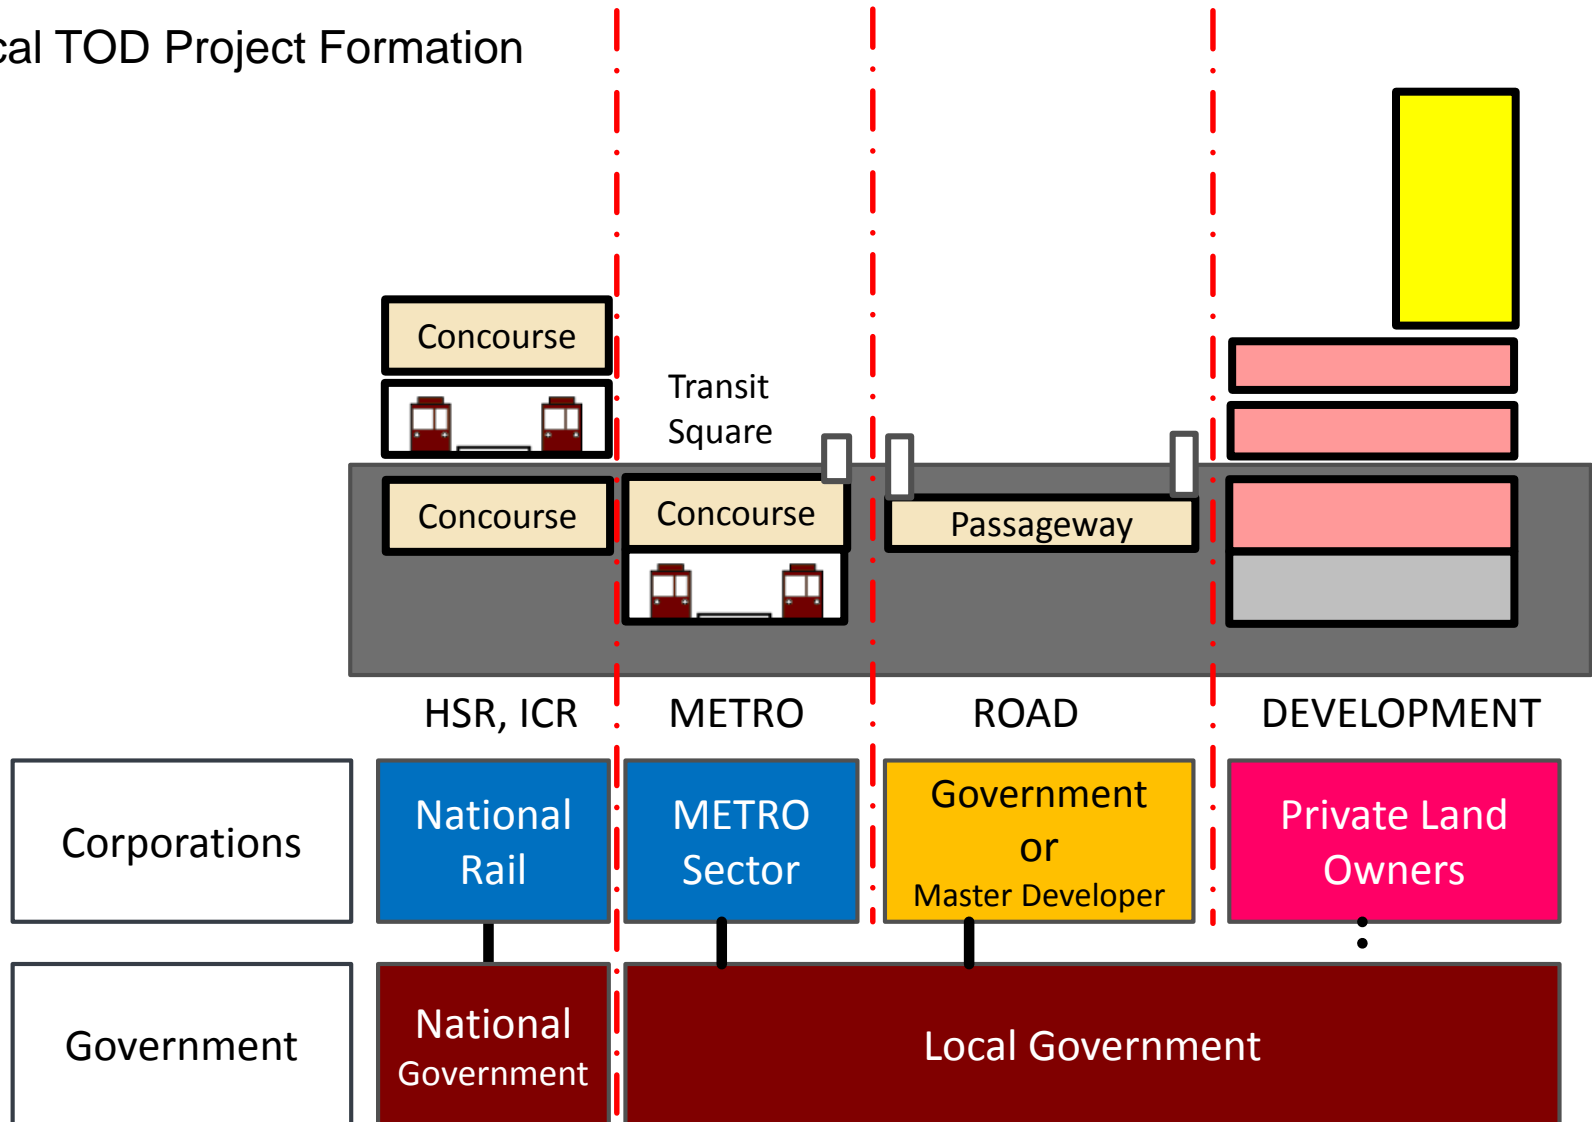 cal TOD Project Formation
Concourse
Transit
Square
Concourse
Concourse
Passageway
HSR, ICR
METRO
ROAD
DEVELOPMENT
Corporations
National
Rail
METRO
Sector
Government
or
Master Developer
Private Land
Owners
Government
National
Government
Local Government